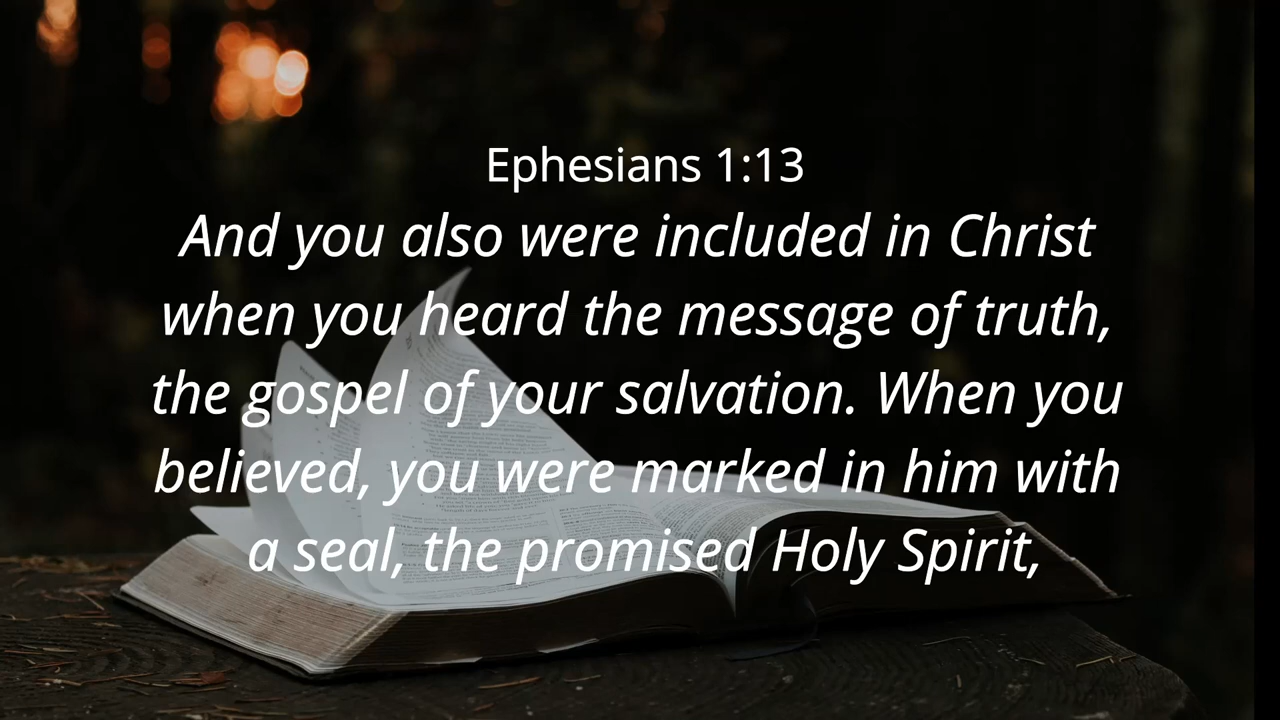 Ephesians 1:13
And you also were included in Christ
when you heard the message of truth,
the gospel of your salvation. When you
believed, you were marked in him with
a seal, the promised Holy Spirit,